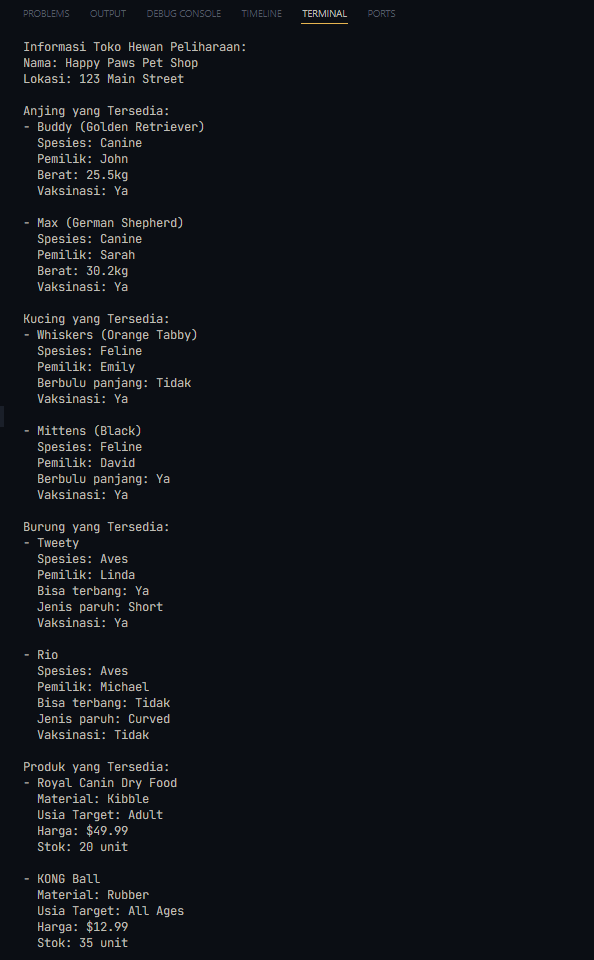 PROBLEMS OUTPUT DEBUG CONSOLE TIMELINE TERMINAL PORTS
Informasi Toko Hewan Peliharaan:
Nama: Happy Paws Pet Shop
Lokasi: 123 Main Street
Anjing yang Tersedia:
- Buddy (Golden Retriever)
Spesies: Canine
Pemilik: John
Berat: 25.5kg
Vaksinasi: Ya
- Max (German Shepherd)
Spesies: Canine
Pemilik: Sarah
Berat: 30.2kg
Vaksinasi: Ya
Kucing yang Tersedia:
- Whiskers (Orange Tabby)
Spesies: Feline
Pemilik: Emily
Berbulu panjang: Tidak
Vaksinasi: Ya
- Mittens (Black)
Spesies: Feline
Pemilik: David
Berbulu panjang: Ya
Vaksinasi: Ya
Burung yang Tersedia:
- Tweety
Spesies: Aves
Pemilik: Linda
Bisa terbang: Ya
Jenis paruh: Short
Vaksinasi: Ya
- Rio
Spesies: Aves
Pemilik: Michael
Bisa terbang: Tidak
Jenis paruh: Curved
Vaksinasi: Tidak
Produk yang Tersedia:
- Royal Canin Dry Food
Material: Kibble
Usia Target: Adult
Harga: $49.99
Stok: 20 unit
- KONG Ball
Material: Rubber
Usia Target: All Ages
Harga: $12.99
Stok: 35 unit